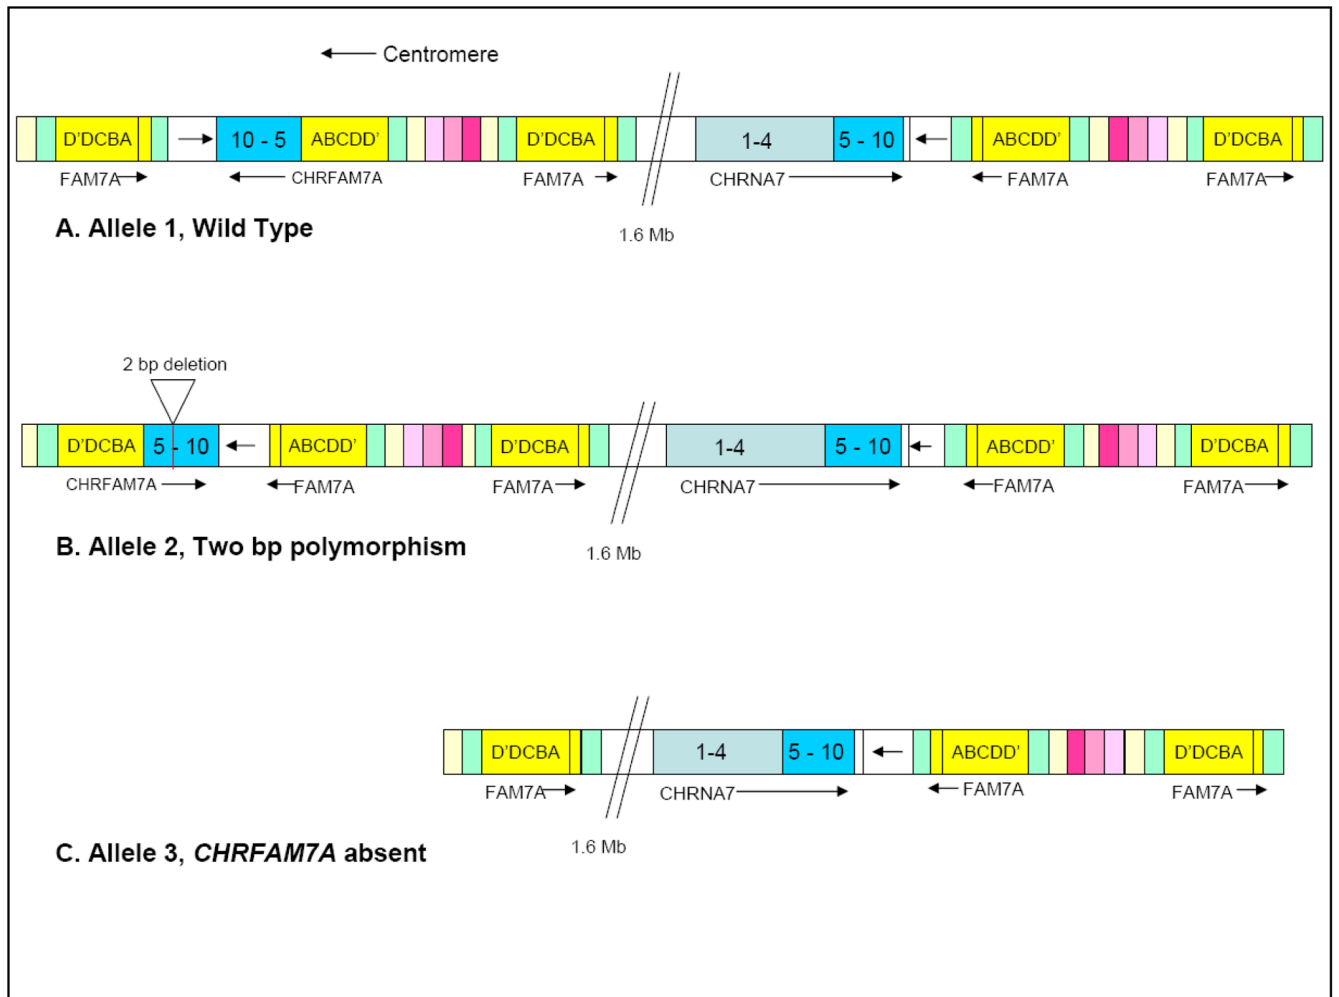 Centromere
D'DCBA 10 - 5 ABCDD' D'DCBA 1-4 5 - 10 ABCDD' D'DCBA
FAM7A CHRFAM7A FAM7A CHRNA7 FAM7A FAM7A
A. Allele 1, Wild Type
1.6 Mb
2 bp deletion
D'DCBA 5 - 10 ABCDD' D'DCBA 1-4 5 - 10 ABCDD' D'DCBA
CHRFAM7A FAM7A FAM7A CHRNA7 FAM7A FAM7A
B. Allele 2, Two bp polymorphism
1.6 Mb
D'DCBA 1-4 5 - 10 ABCDD' D'DCBA
FAM7A CHRNA7 FAM7A FAM7A
C. Allele 3, CHRFAM7A absent
1.6 Mb